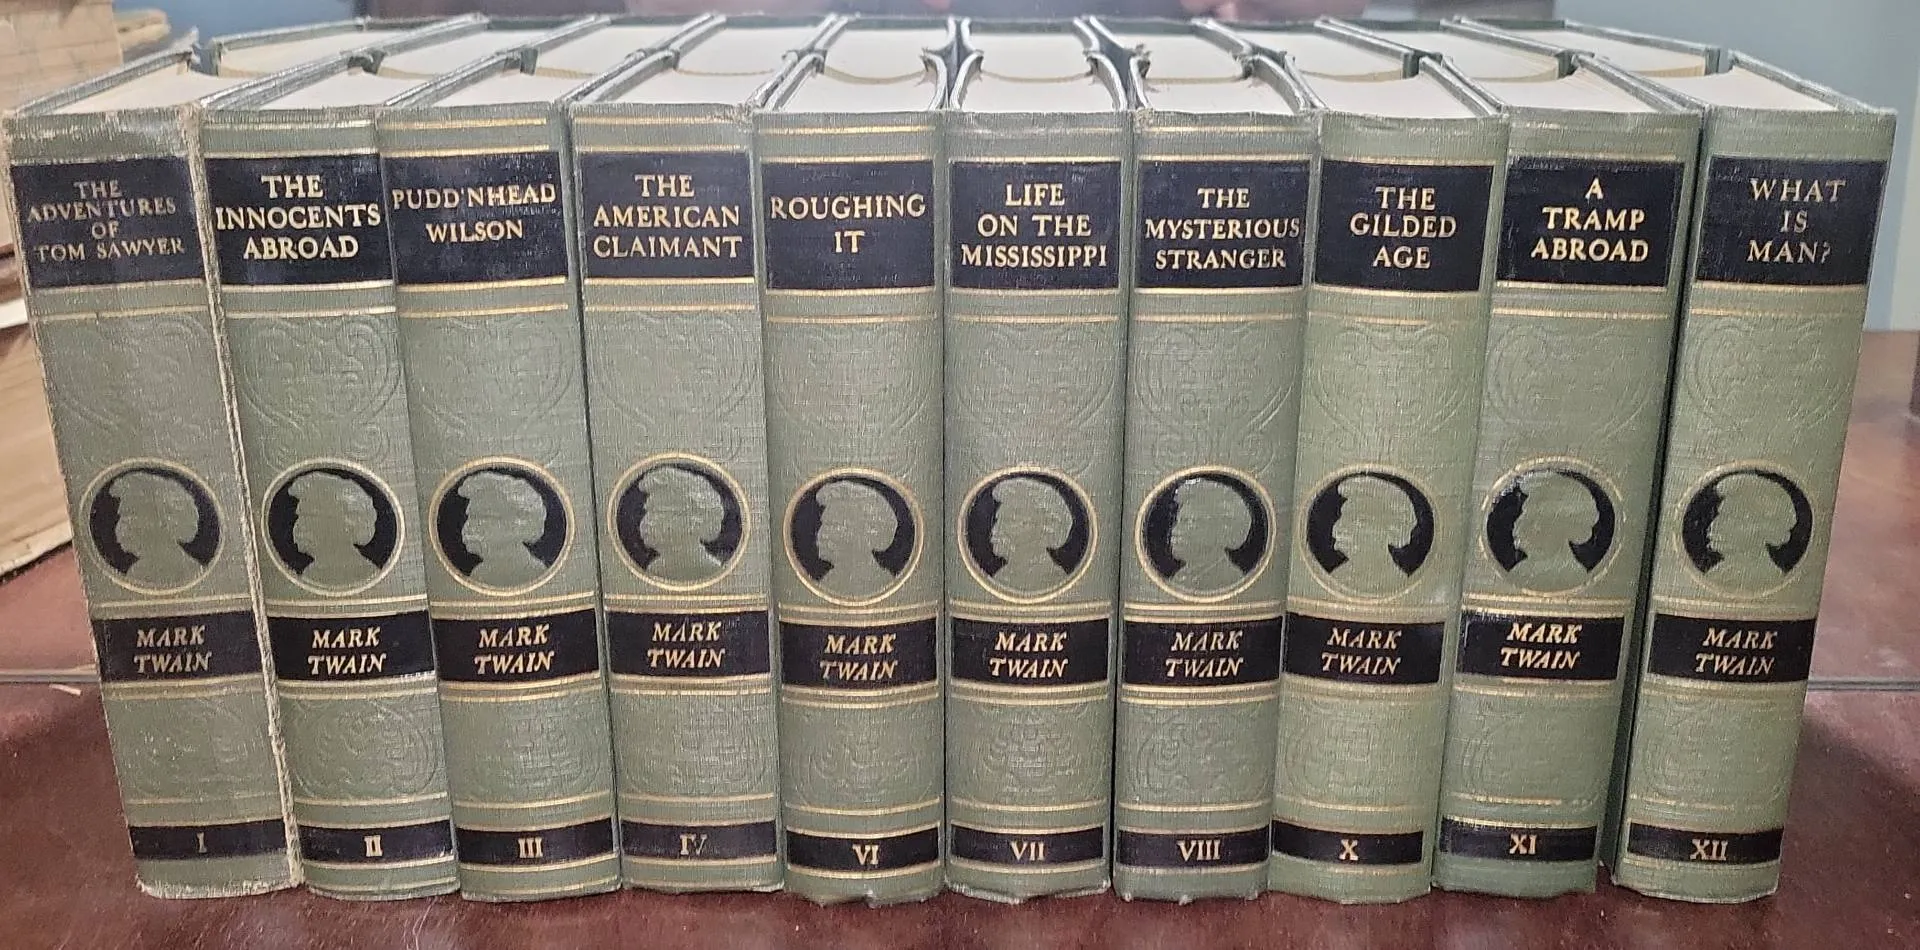 THE
ADVENTURES
OF
TOM SAWYER
MARK
TWAIN
I
THE
INNOCENTS
ABROAD
MARK
TWAIN
II
PUDD'NHEAD
WILSON
MARK
TWAIN
III
THE
AMERICAN
CLAIMANT
MARK
TWAIN
IV
ROUGHING
IT
MARK
TWAIN
VI
LIFE
ON THE
MISSISSIPPI
MARK
TWAIN
VII
THE
MYSTERIOUS
STRANGER
MARK
TWAIN
VIII
THE
GILDED
AGE
MARK
TWAIN
X
A
TRAMP
ABROAD
MARK
TWAIN
XI
WHAT
IS
MAN?
MARK
TWAIN
XII